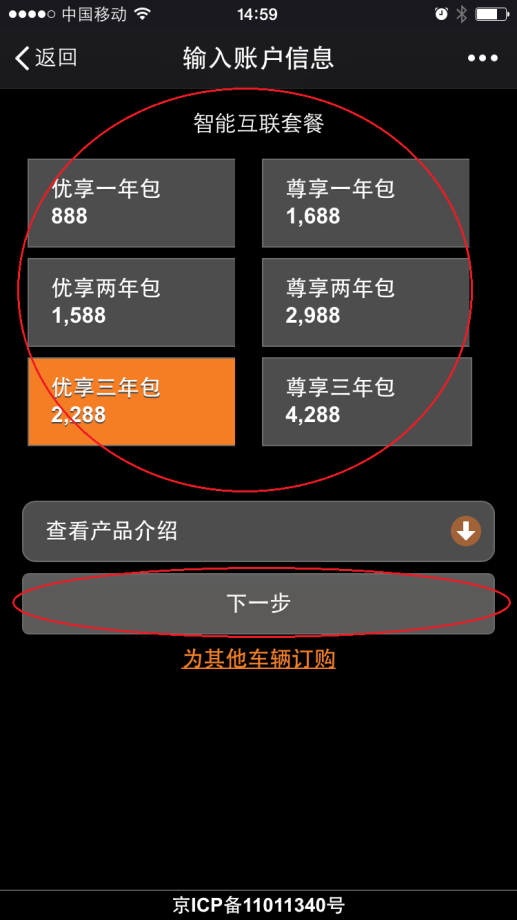 中国移动 14:59
返回 输入账户信息
智能互联套餐
优享一年包
888
尊享一年包
1,688
优享两年包
1,588
尊享两年包
2,988
优享三年包
2,288
尊享三年包
4,288
查看产品介绍
下一步
为其他车辆订购
京ICP备11011340号